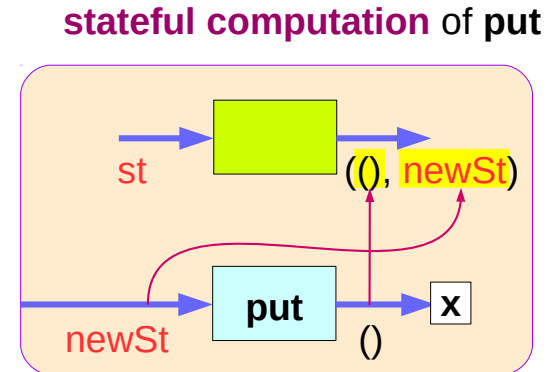 stateful computation of put
st
((), newSt)
put
x
newSt
()